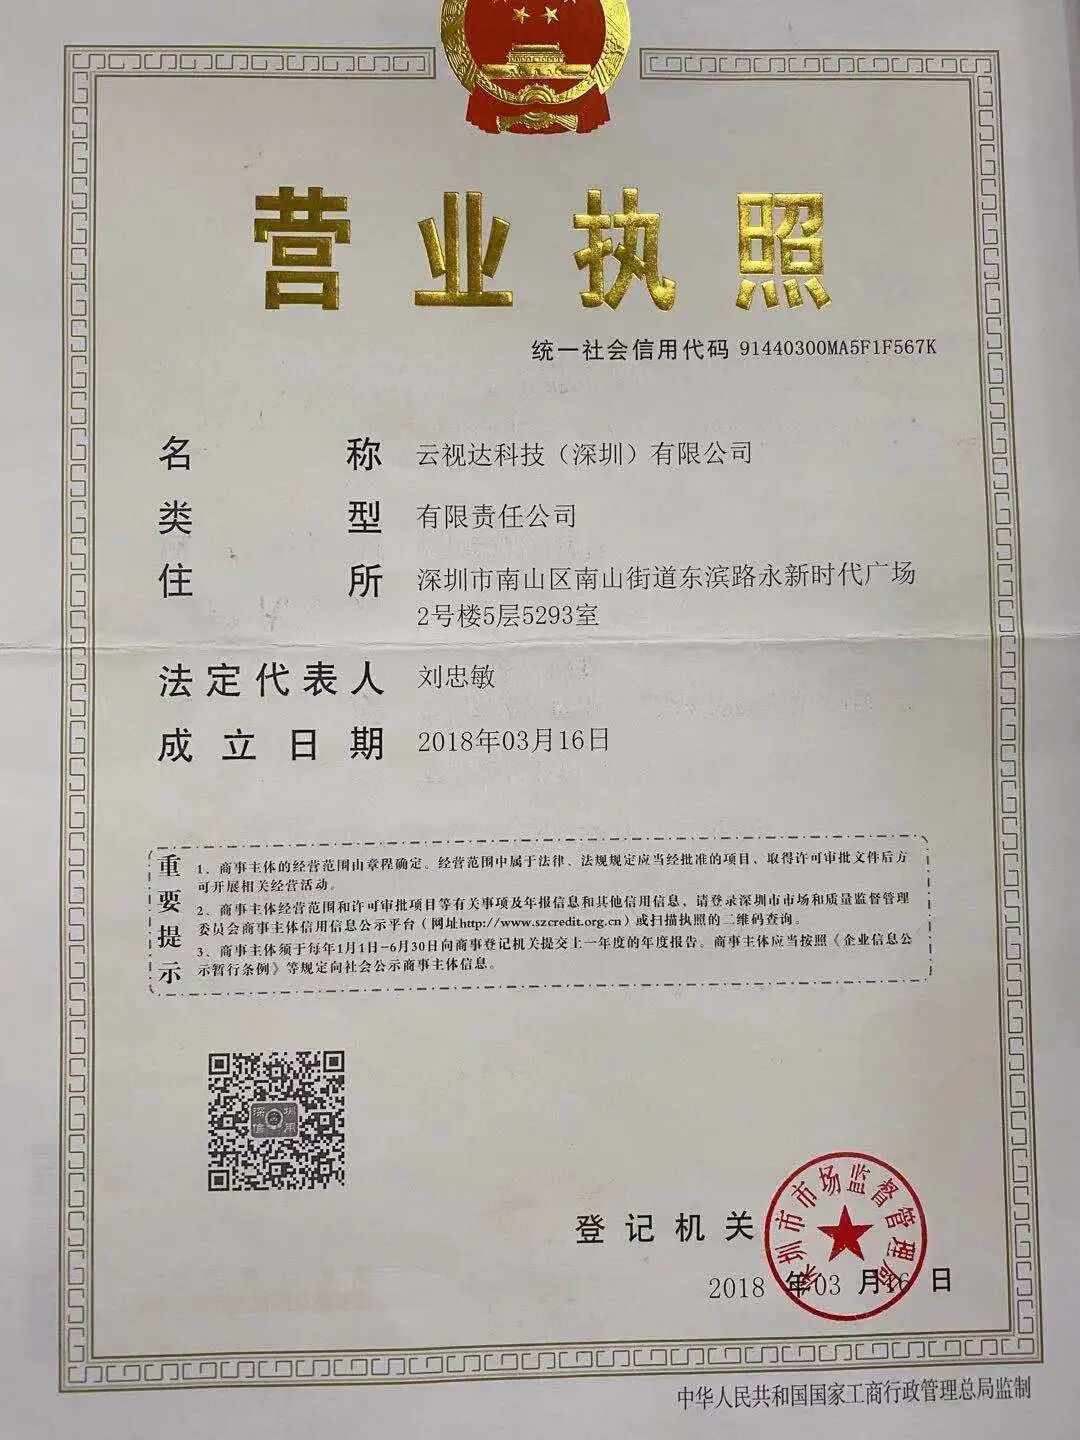 营业执照
统一社会信用代码 91440300MA5F1F567K
名称 云视达科技（深圳）有限公司
类型 有限责任公司
住所 深圳市南山区南山街道东滨路永新时代广场
2号楼5层5293室
法定代表人 刘忠敏
成立日期 2018年03月16日
重要提示
1、商事主体的经营范围由章程确定。经营范围中属于法律、法规规定应当经批准的项目，取得许可审批文件后方
可开展相关经营活动。
2、商事主体经营范围和许可审批项目等有关事项及年报信息和其他信用信息，请登录深圳市市场和质量监督管理
委员会商事主体信用信息公示平台（网址http://www.szcredit.org.cn）或扫描执照的二维码查询。
3、商事主体须于每年1月1日-6月30日向商事登记机关提交上一年度的年度报告。商事主体应当按照《企业信息公
示暂行条例》等规定向社会公示商事主体信息。
深圳
信用
登记机关
深圳市市场监督管理局
2018 年 03 月 16 日
中华人民共和国国家工商行政管理总局监制